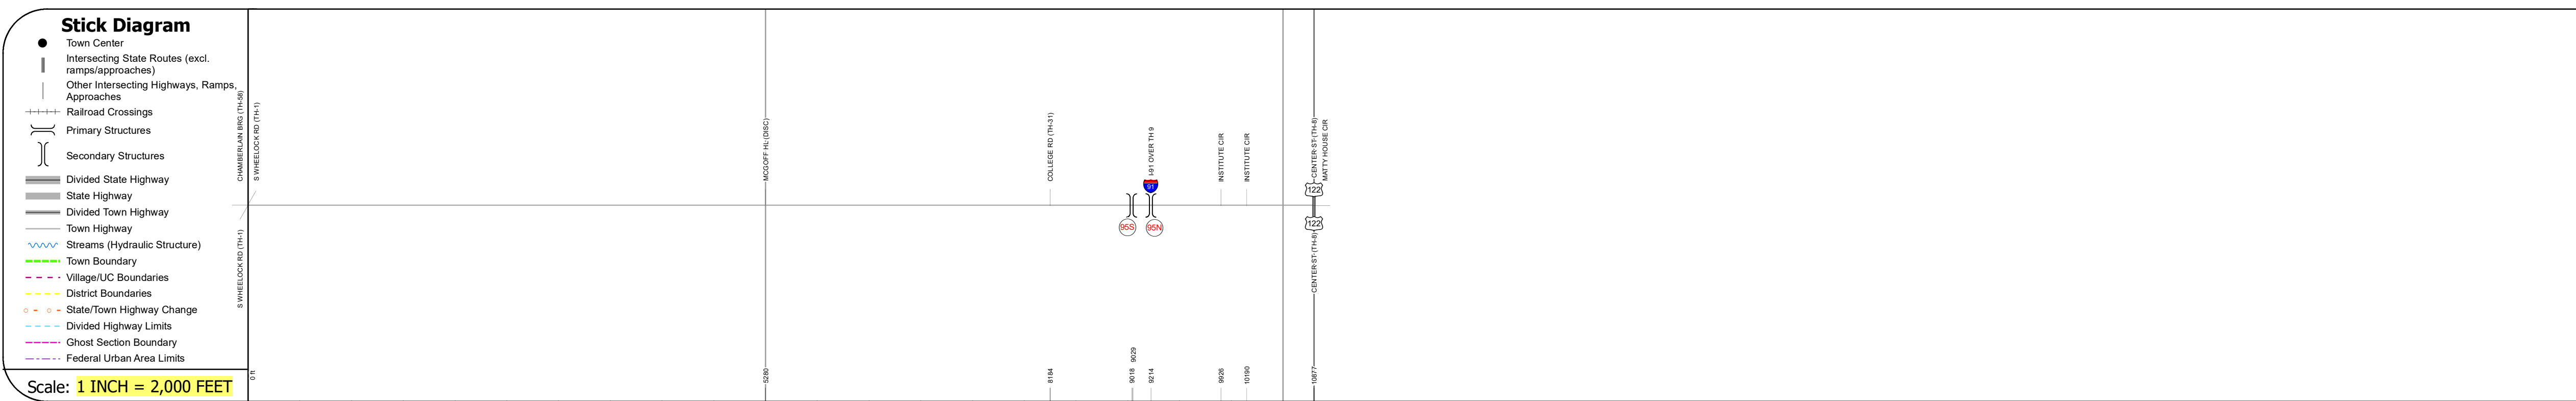 Stick Diagram
Town Center
Intersecting State Routes (excl.
ramps/approaches)
Other Intersecting Highways, Ramps,
Approaches
Railroad Crossings
Primary Structures
Secondary Structures
Divided State Highway
State Highway
Divided Town Highway
Town Highway
Streams (Hydraulic Structure)
Town Boundary
Village/UC Boundaries
District Boundaries
State/Town Highway Change
Divided Highway Limits
Ghost Section Boundary
Federal Urban Area Limits
Scale: 1 INCH = 2,000 FEET
CHAMBERLAIN BRG (TH-58)
S WHEELOCK RD (TH-1)
S WHEELOCK RD (TH-1)
MCGOFF HL (DISC)
COLLEGE RD (TH-31)
I-91 OVER TH 9
91
95S
95N
INSTITUTE CIR
INSTITUTE CIR
CENTER ST (TH-8)
MATTY HOUSE CIR
122
122
CENTER ST (TH-8)
0 ft
5280
8184
9018
9029
9214
9926
10190
10877